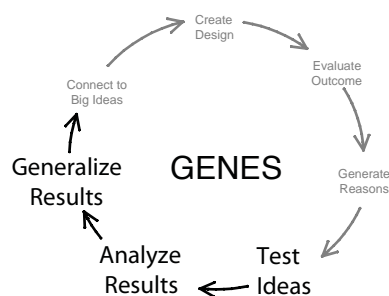 Create
Design
Evaluate
Outcome
Generate
Reasons
Test
Ideas
Analyze
Results
Generalize
Results
Connect to
Big Ideas
GENES